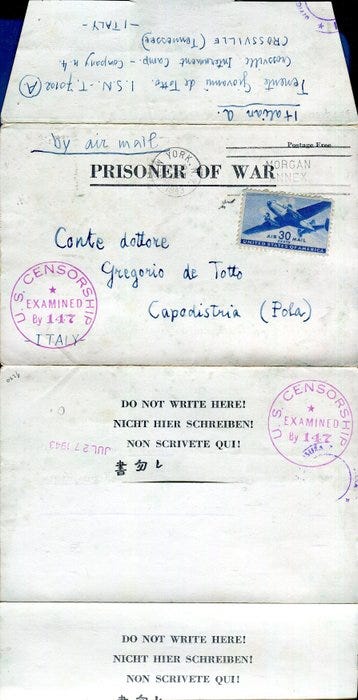 Italian a.
Tenente Giovanni de Totto I.S.N.-T.70102 (A)
Crossville Internment Camp - Company n. 4.
CROSSVILLE (Tennessee)
- ITALY -
By air mail
YORK
Postage Free
MORGAN
PRISONER OF WAR
AIR 30 MAIL
UNITED STATES OF AMERICA
Conte dottore
Gregorio de Totto
Capodistria (Pola)
U.S. CENSORSHIP
EXAMINED
By 147
- ITALY -
DO NOT WRITE HERE!
NICHT HIER SCHREIBEN!
NON SCRIVETE QUI!
書 勿 レ
JUL 27 1943
U.S. CENSORSHIP
EXAMINED
By 147
DO NOT WRITE HERE!
NICHT HIER SCHREIBEN!
NON SCRIVETE QUI!